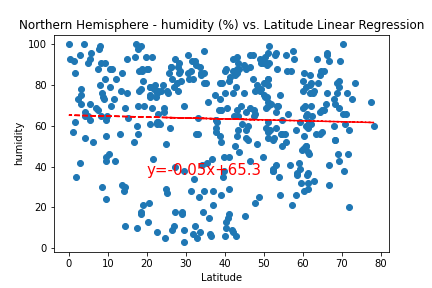 Northern Hemisphere - humidity (%) vs. Latitude Linear Regression
100
80
60
40
20
0
humidity
y=-0.05x+65.3
0 10 20 30 40 50 60 70 80
Latitude